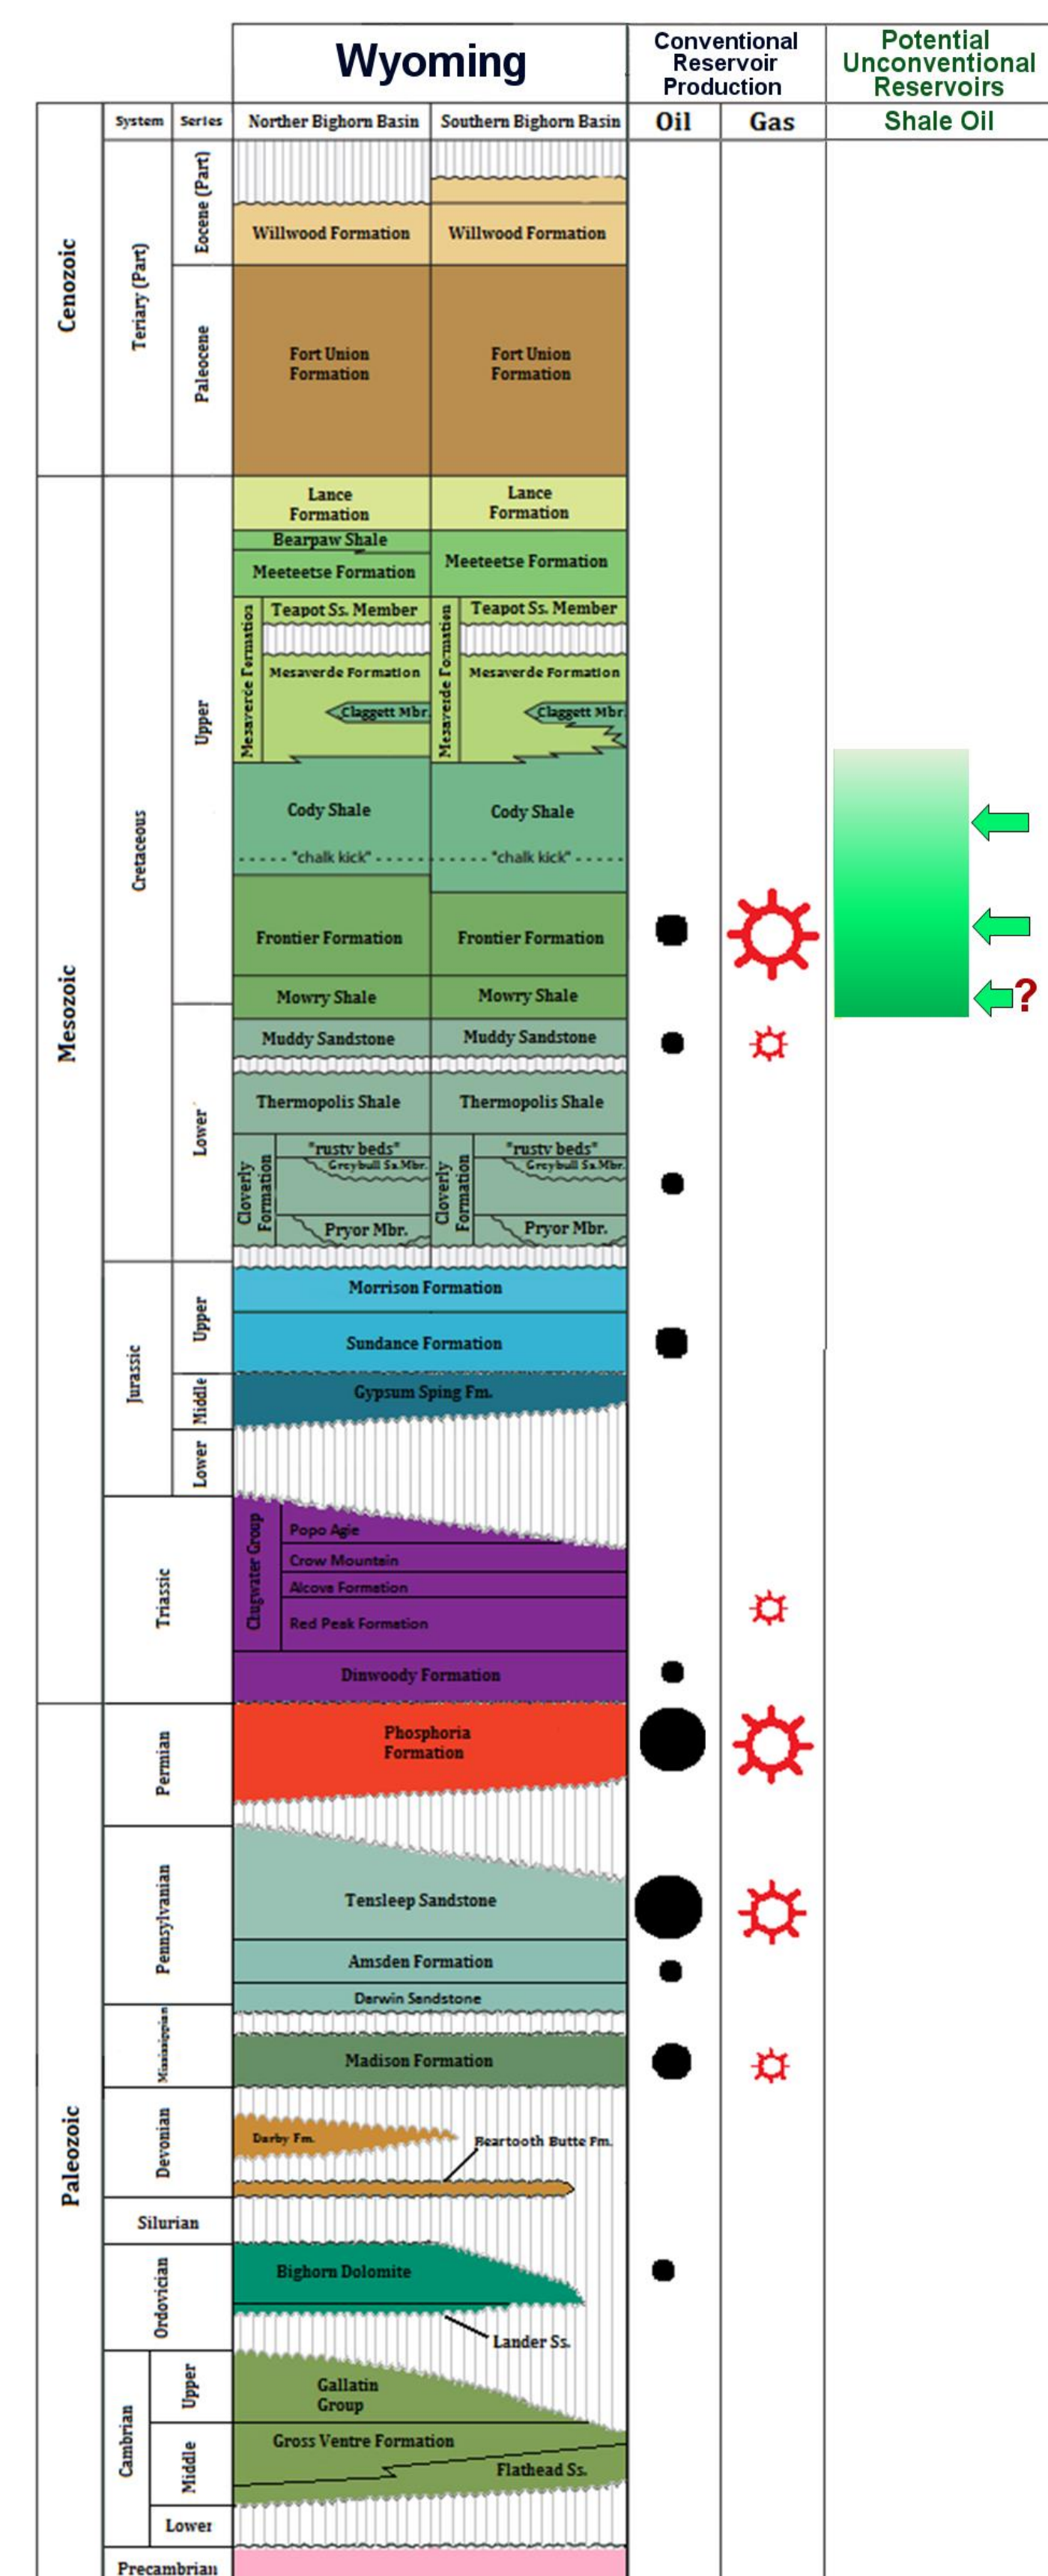 Wyoming
Conventional
Reservoir
Production
Potential
Unconventional
Reservoirs
System
Series
Norther Bighorn Basin
Southern Bighorn Basin
Oil
Gas
Shale Oil
Cenozoic
Teriary (Part)
Eocene (Part)
Willwood Formation
Willwood Formation
Paleocene
Fort Union
Formation
Fort Union
Formation
Mesozoic
Cretaceous
Upper
Lance
Formation
Lance
Formation
Bearpaw Shale
Meeteetse Formation
Meeteetse Formation
Mesaverde Formation
Teapot Ss. Member
Mesaverde Formation
Claggett Mbr.
Mesaverde Formation
Teapot Ss. Member
Mesaverde Formation
Claggett Mbr.
Cody Shale
Cody Shale
"chalk kick"
"chalk kick"
Frontier Formation
Frontier Formation
Mowry Shale
Mowry Shale
?
Lower
Muddy Sandstone
Muddy Sandstone
Thermopolis Shale
Thermopolis Shale
Cloverly
Formation
"rusty beds"
Greybull Ss.Mbr.
Pryor Mbr.
Cloverly
Formation
"rusty beds"
Greybull Ss.Mbr.
Pryor Mbr.
Jurassic
Upper
Morrison Formation
Sundance Formation
Middle
Gypsum Sping Fm.
Lower
Triassic
Chugwater Group
Popo Agie
Crow Mountain
Alcova Formation
Red Peak Formation
Dinwoody Formation
Paleozoic
Permian
Phosphoria
Formation
Pennsylvanian
Tensleep Sandstone
Amsden Formation
Darwin Sandstone
Mississippian
Madison Formation
Devonian
Darby Fm.
Beartooth Butte Fm.
Silurian
Ordovician
Bighorn Dolomite
Lander Ss.
Cambrian
Upper
Gallatin
Group
Middle
Gross Ventre Formation
Flathead Ss.
Lower
Precambrian